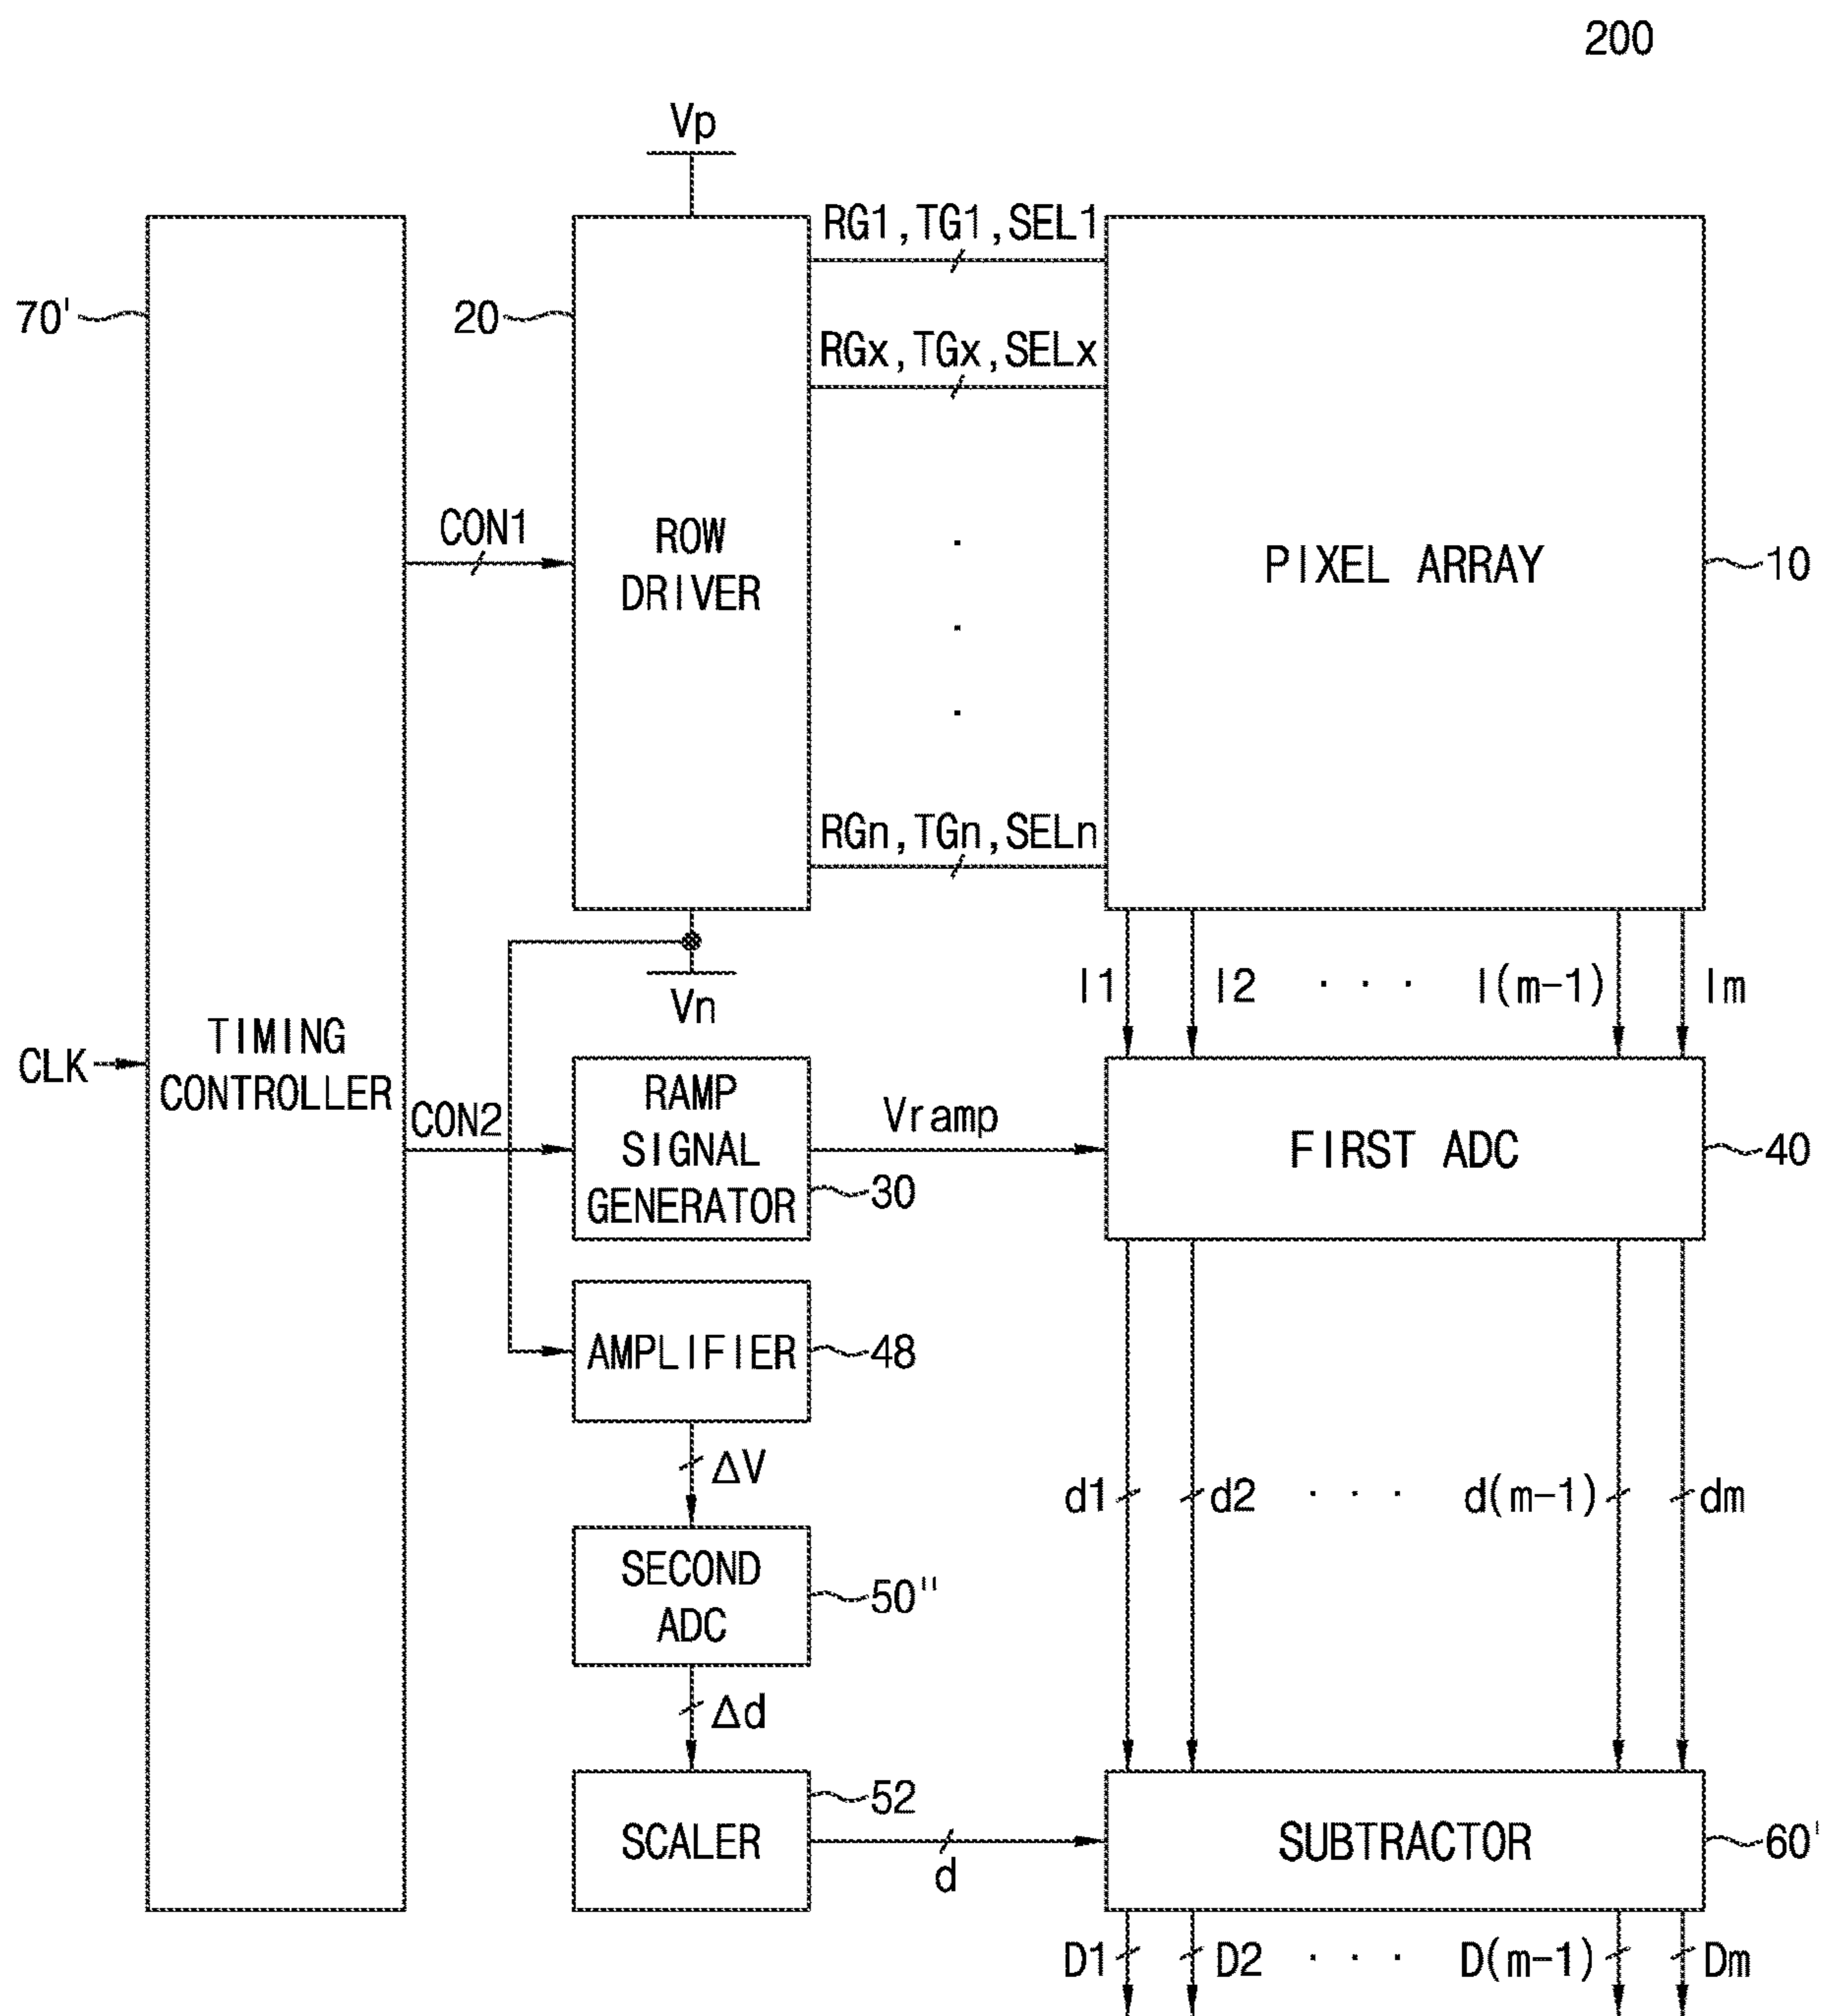 200
Vp
RG1,TG1,SEL1
70'
20
RGx,TGx,SELx
CON1
ROW
DRIVER
PIXEL ARRAY
10
RGn,TGn,SELn
Vn
I1
I2
· · ·
I(m-1)
Im
CLK
TIMING
CONTROLLER
CON2
RAMP
SIGNAL
GENERATOR
30
Vramp
FIRST ADC
40
AMPLIFIER
48
ΔV
d1
d2
· · ·
d(m-1)
dm
SECOND
ADC
50"
Δd
SCALER
52
d
SUBTRACTOR
60'
D1
D2
· · ·
D(m-1)
Dm